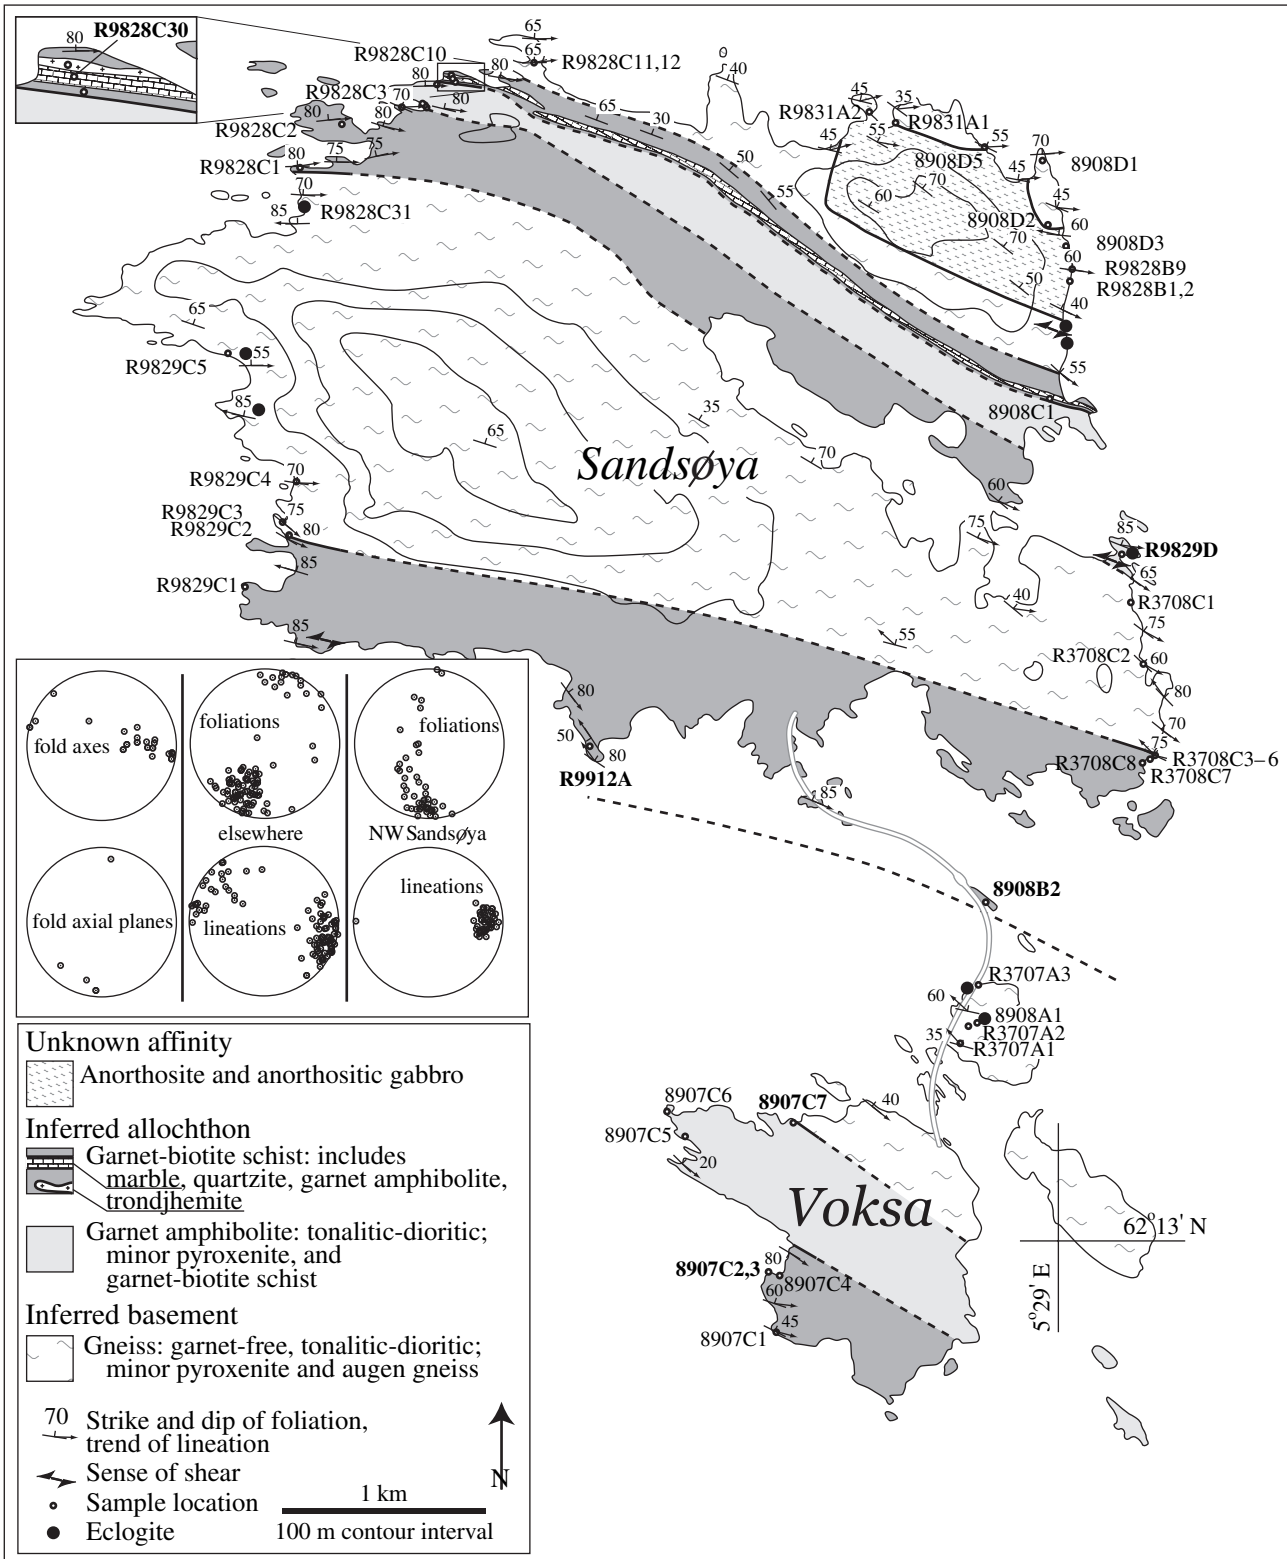 80
R9828C30
R9828C10
65
65
R9828C11,12
80
80
R9828C3
70
80
80
80
R9828C2
75
75
80
R9828C1
70
R9828C31
85
0
40
65
30
50
55
45
35
R9831A2
R9831A1
45
55
55
70
8908D5
45
8908D1
70
60
45
8908D2
60
70
8908D3
60
R9828B9
50
R9828B1,2
40
55
8908C1
65
55
R9829C5
85
35
65
Sandsøya
70
60
70
R9829C4
75
R9829C3
R9829C2
80
85
R9829C1
85
75
85
R9829D
65
40
R3708C1
75
55
R3708C2
60
80
80
70
50
80
75
R9912A
R3708C8
R3708C3–6
R3708C7
85
8908B2
R3707A3
60
8908A1
R3707A2
35
R3707A1
8907C6
8907C7
40
8907C5
20
Voksa
62°13' N
5°29' E
80
8907C2,3
8907C4
60
45
8907C1
fold axes
foliations
foliations
elsewhere
NW Sandsøya
fold axial planes
lineations
lineations
Unknown affinity
Anorthosite and anorthositic gabbro
Inferred allochthon
Garnet-biotite schist: includes
marble, quartzite, garnet amphibolite,
trondjhemite
Garnet amphibolite: tonalitic-dioritic;
minor pyroxenite, and
garnet-biotite schist
Inferred basement
Gneiss: garnet-free, tonalitic-dioritic;
minor pyroxenite and augen gneiss
70
Strike and dip of foliation,
trend of lineation
Sense of shear
N
Sample location
1 km
Eclogite
100 m contour interval